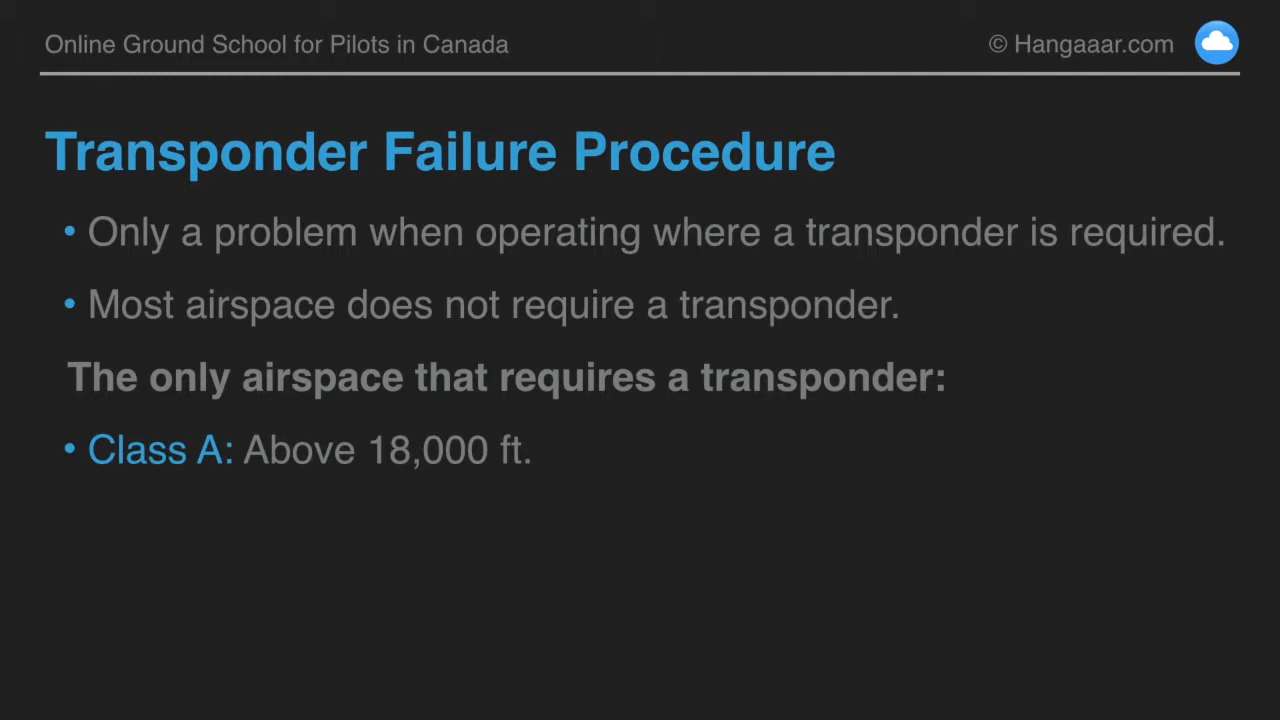 Online Ground School for Pilots in Canada
© Hangaaar.com
Transponder Failure Procedure
• Only a problem when operating where a transponder is required.
• Most airspace does not require a transponder.
The only airspace that requires a transponder:
• Class A: Above 18,000 ft.